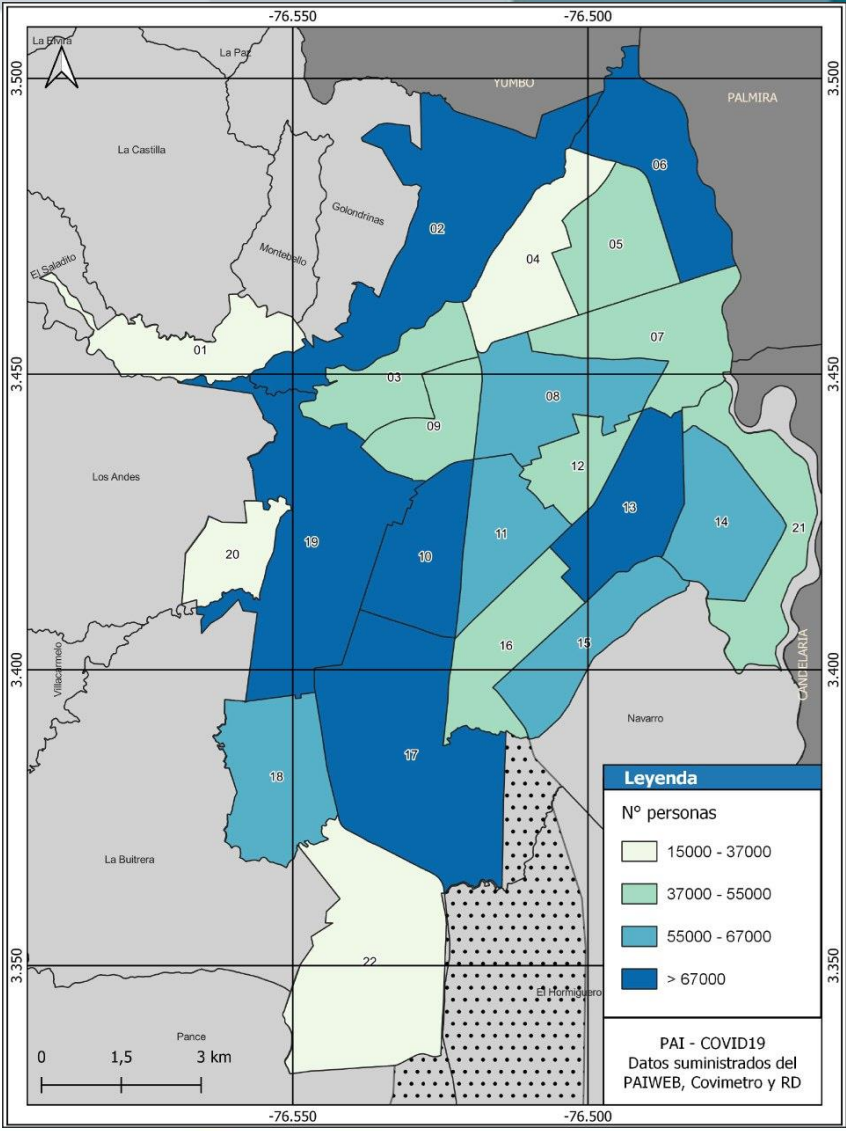 -76.550 -76.500
La Elvira
La Paz
3.500 3.500
YUMBO
PALMIRA
La Castilla
06
Golondrinas
02
Montebello
05
04
El Saladito
07
01
3.450 3.450
03
08
09
12
Los Andes
13
14
21
19
11
20
10
16
15
3.400 3.400
Villacarmelo
CANDELARIA
Navarro
17
18
La Buitrera
22
3.350 3.350
El Hormiguero
Pance
Leyenda
N° personas
15000 - 37000
37000 - 55000
55000 - 67000
> 67000
PAI - COVID19
Datos suministrados del
PAIWEB, Covimetro y RD
0 1,5 3 km
-76.550 -76.500